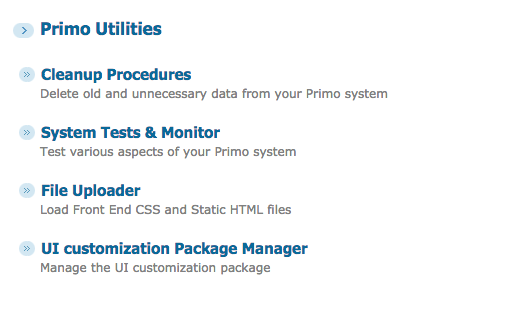 Primo Utilities
Cleanup Procedures
Delete old and unnecessary data from your Primo system
System Tests & Monitor
Test various aspects of your Primo system
File Uploader
Load Front End CSS and Static HTML files
UI customization Package Manager
Manage the UI customization package